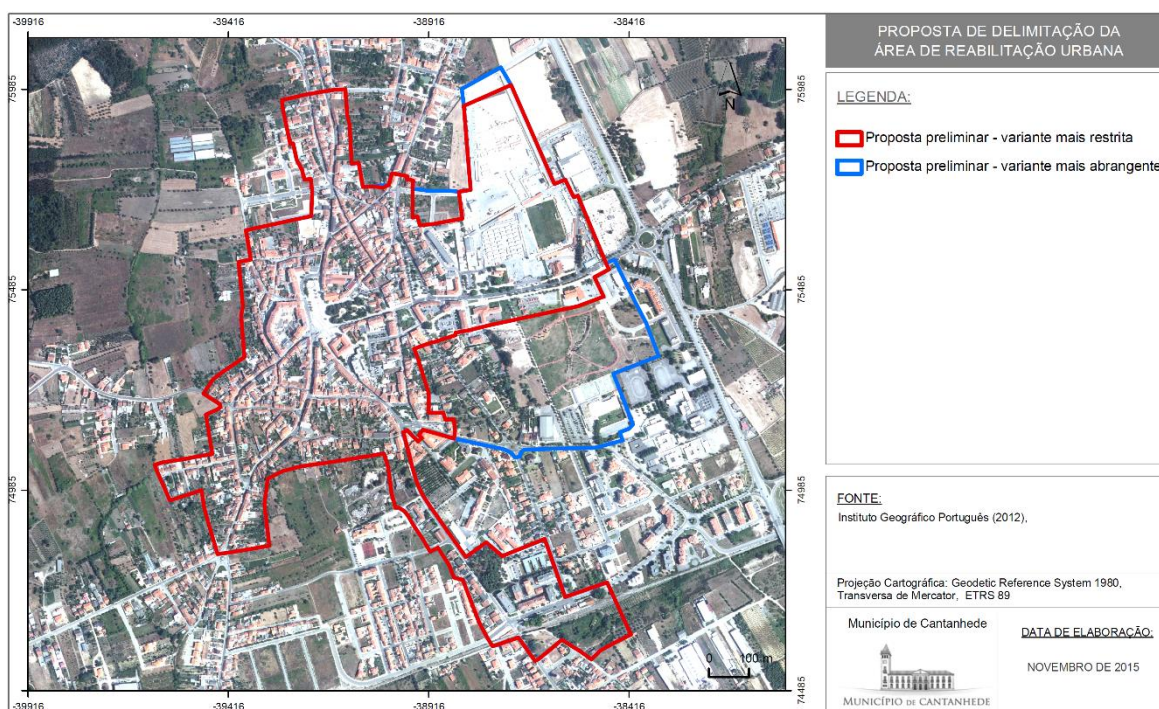 -39916 -39416 -38916 -38416
75985 75985
75485 75485
74985 74985
74485
-39916 -39416 -38916 -38416
N
0 100 m
PROPOSTA DE DELIMITAÇÃO DA
ÁREA DE REABILITAÇÃO URBANA
LEGENDA:
Proposta preliminar - variante mais restrita
Proposta preliminar - variante mais abrangente
FONTE:
Instituto Geográfico Português (2012),
Projeção Cartográfica: Geodetic Reference System 1980,
Transversa de Mercator, ETRS 89
Município de Cantanhede
MUNICÍPIO DE CANTANHEDE
DATA DE ELABORAÇÃO:
NOVEMBRO DE 2015